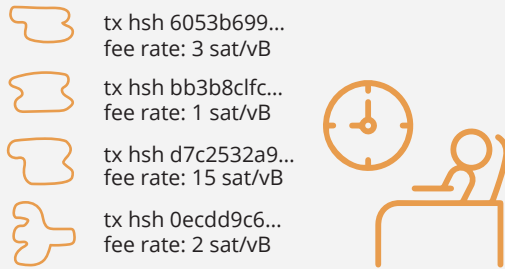 tx hsh 6053b699...
fee rate: 3 sat/vB
tx hsh bb3b8clfc...
fee rate: 1 sat/vB
tx hsh d7c2532a9...
fee rate: 15 sat/vB
tx hsh 0ecdd9c6...
fee rate: 2 sat/vB